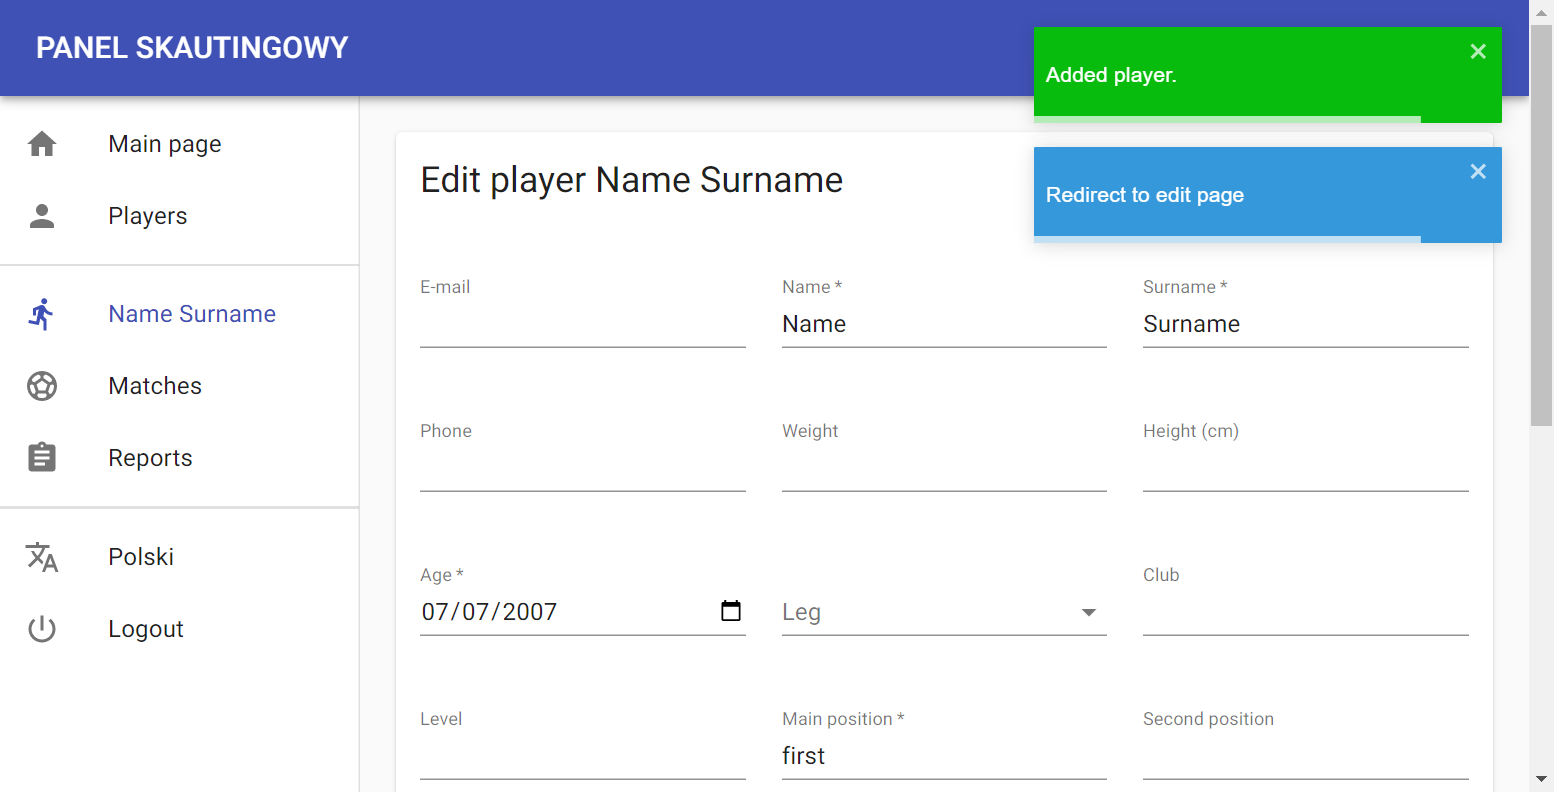 PANEL SKAUTINGOWY
Added player.
Redirect to edit page
Main page
Players
Name Surname
Matches
Reports
Polski
Logout
Edit player Name Surname
E-mail
Name *
Name
Surname *
Surname
Phone
Weight
Height (cm)
Age *
07/07/2007
Leg
Club
Level
Main position *
first
Second position